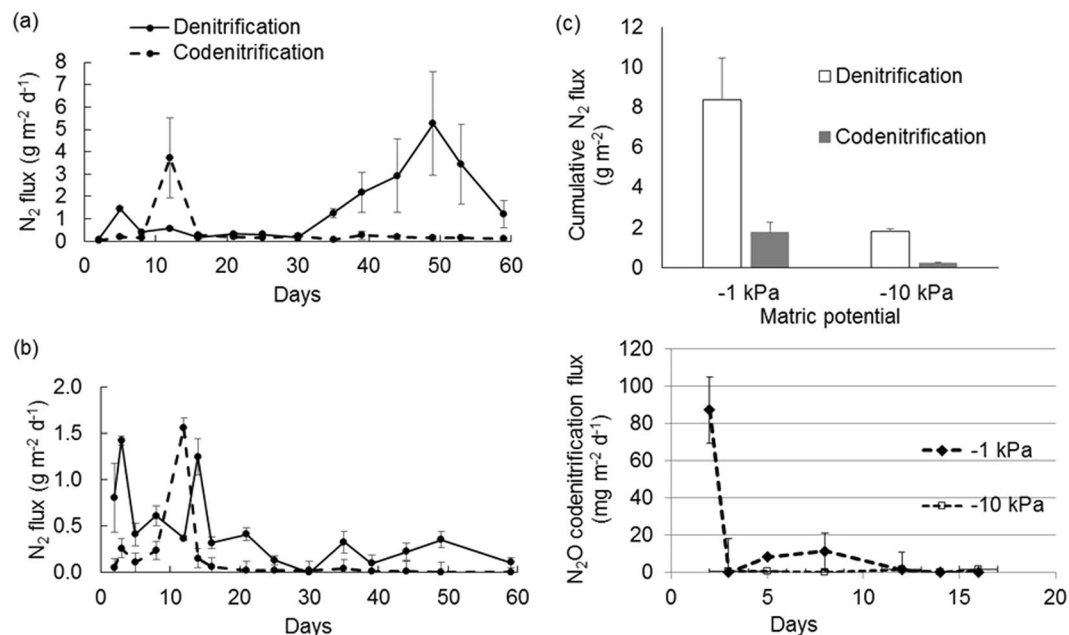 (a)
Denitrification
Codenitrification
N₂ flux (g m⁻² d⁻¹)
8
7
6
5
4
3
2
1
0
0 10 20 30 40 50 60
Days
(b)
N₂ flux (g m⁻² d⁻¹)
2.0
1.5
1.0
0.5
0.0
0 10 20 30 40 50 60
Days
(c)
Cumulative N₂ flux
(g m⁻²)
12
10
8
6
4
2
0
Denitrification
Codenitrification
-1 kPa -10 kPa
Matric potential
N₂O codenitrification flux
(mg m⁻² d⁻¹)
120
100
80
60
40
20
0
-1 kPa
-10 kPa
0 5 10 15 20
Days